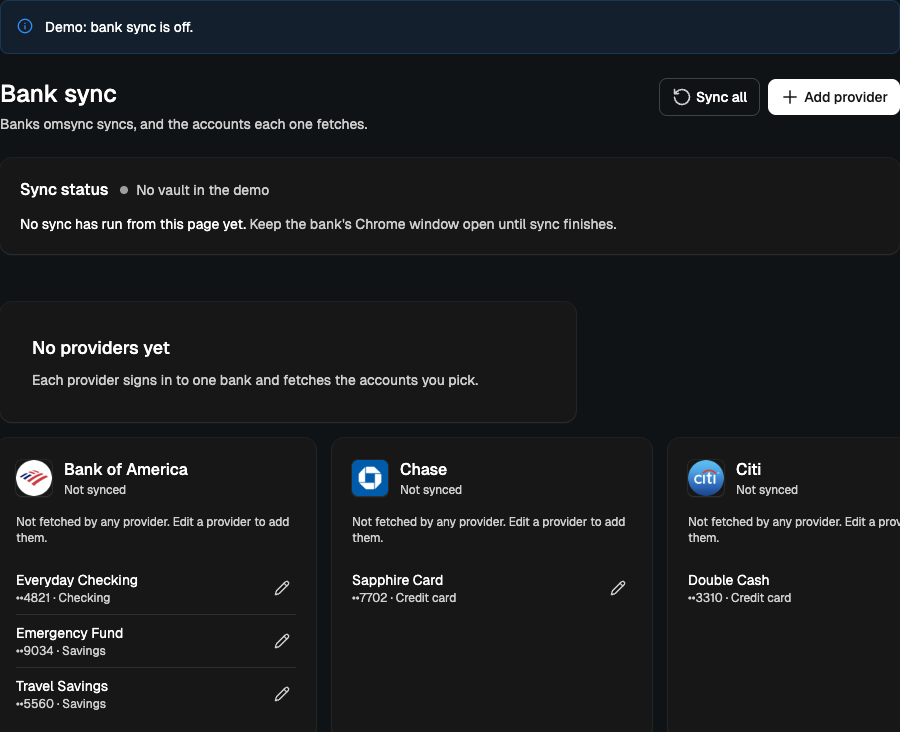 Demo: bank sync is off.
Bank sync
Sync all
Add provider
Banks omsync syncs, and the accounts each one fetches.
Sync status
No vault in the demo
No sync has run from this page yet. Keep the bank's Chrome window open until sync finishes.
No providers yet
Each provider signs in to one bank and fetches the accounts you pick.
Bank of America
Not synced
Not fetched by any provider. Edit a provider to add
them.
Everyday Checking
••4821 · Checking
Emergency Fund
••9034 · Savings
Travel Savings
••5560 · Savings
Chase
Not synced
Not fetched by any provider. Edit a provider to add
them.
Sapphire Card
••7702 · Credit card
citi
Citi
Not synced
Not fetched by any provider. Edit a prov
them.
Double Cash
••3310 · Credit card